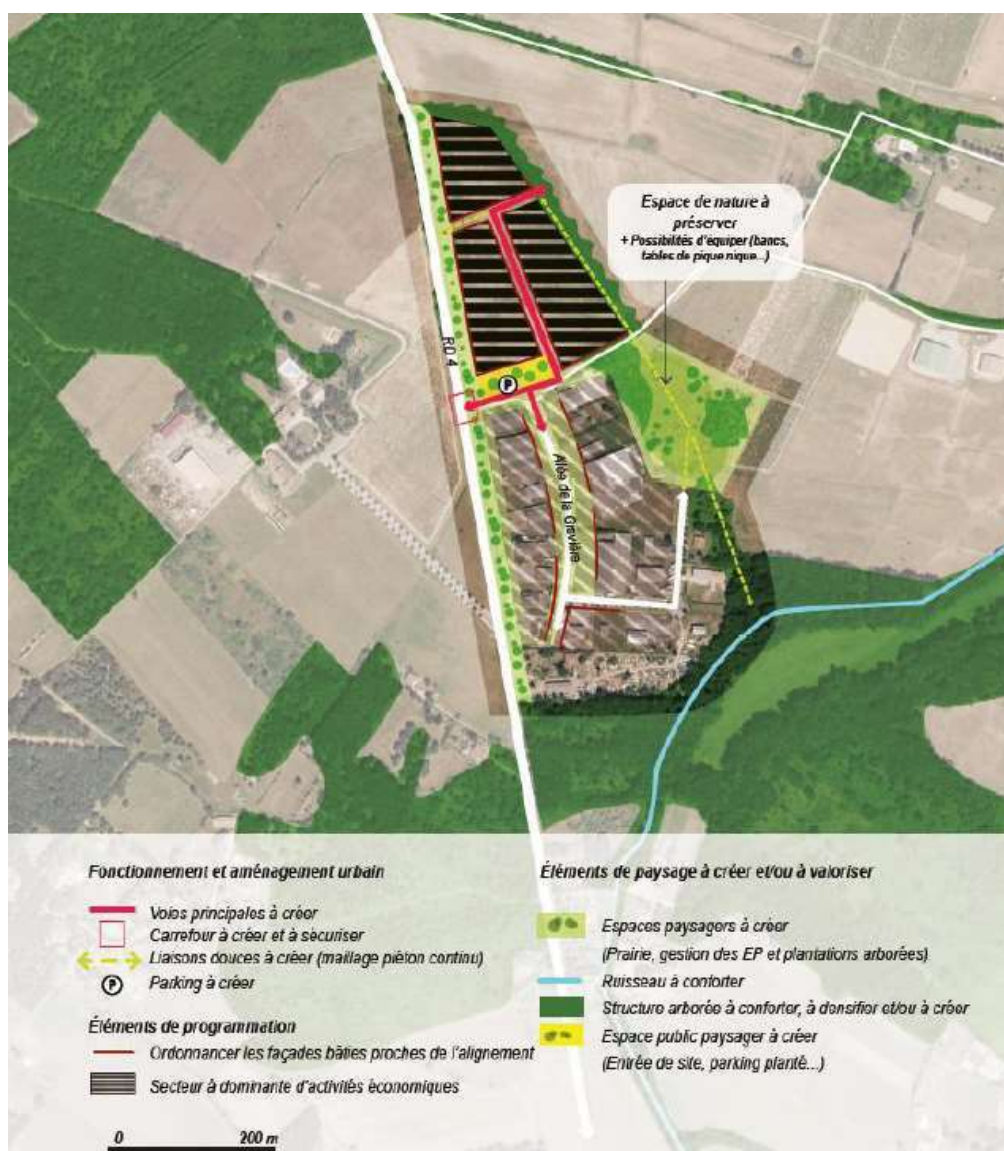 Espace de nature à
préserver
+ Possibilités d'équiper (bancs,
tables de pique nique...)
RD 4
P
Allée de la Gravière
Fonctionnement et aménagement urbain
Voies principales à créer
Carrefour à créer et à sécuriser
Liaisons douces à créer (maillage piéton continu)
P
Parking à créer
Éléments de programmation
Ordonnancer les façades bâties proches de l'alignement
Secteur à dominante d'activités économiques
0 200 m
Éléments de paysage à créer et/ou à valoriser
Espaces paysagers à créer
(Prairie, gestion des EP et plantations arborées)
Ruisseau à conforter
Structure arborée à conforter, à densifier et/ou à créer
Espace public paysager à créer
(Entrée de site, parking planté...)